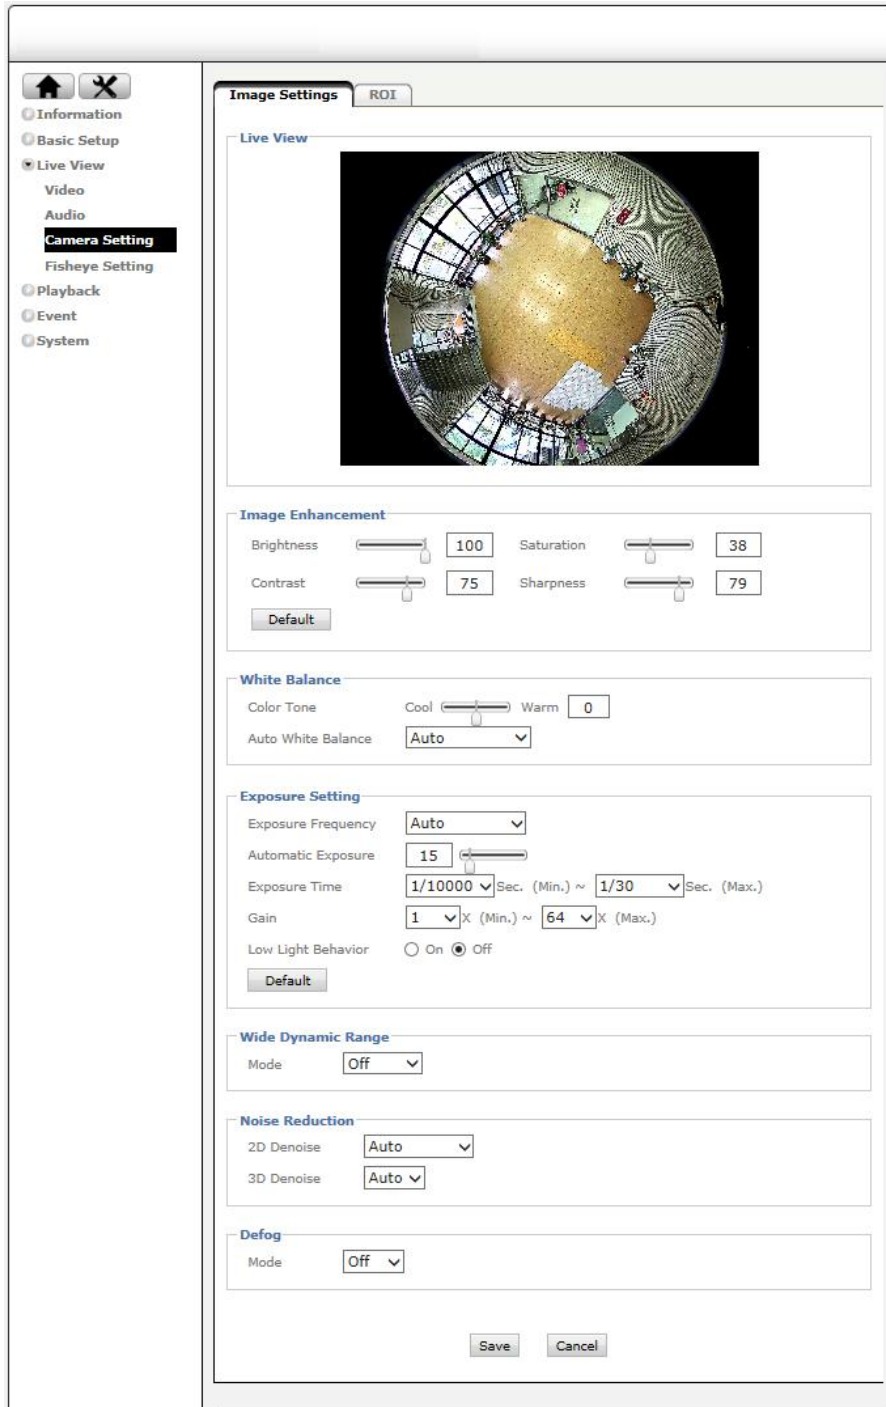 Image Settings ROI
Information
Basic Setup
Live View
Video
Audio
Camera Setting
Fisheye Setting
Playback
Event
System
Live View
Image Enhancement
Brightness 100 Saturation 38
Contrast 75 Sharpness 79
Default
White Balance
Color Tone Cool Warm 0
Auto White Balance Auto
Exposure Setting
Exposure Frequency Auto
Automatic Exposure 15
Exposure Time 1/10000 Sec. (Min.) ~ 1/30 Sec. (Max.)
Gain 1 X (Min.) ~ 64 X (Max.)
Low Light Behavior On Off
Default
Wide Dynamic Range
Mode Off
Noise Reduction
2D Denoise Auto
3D Denoise Auto
Defog
Mode Off
Save Cancel